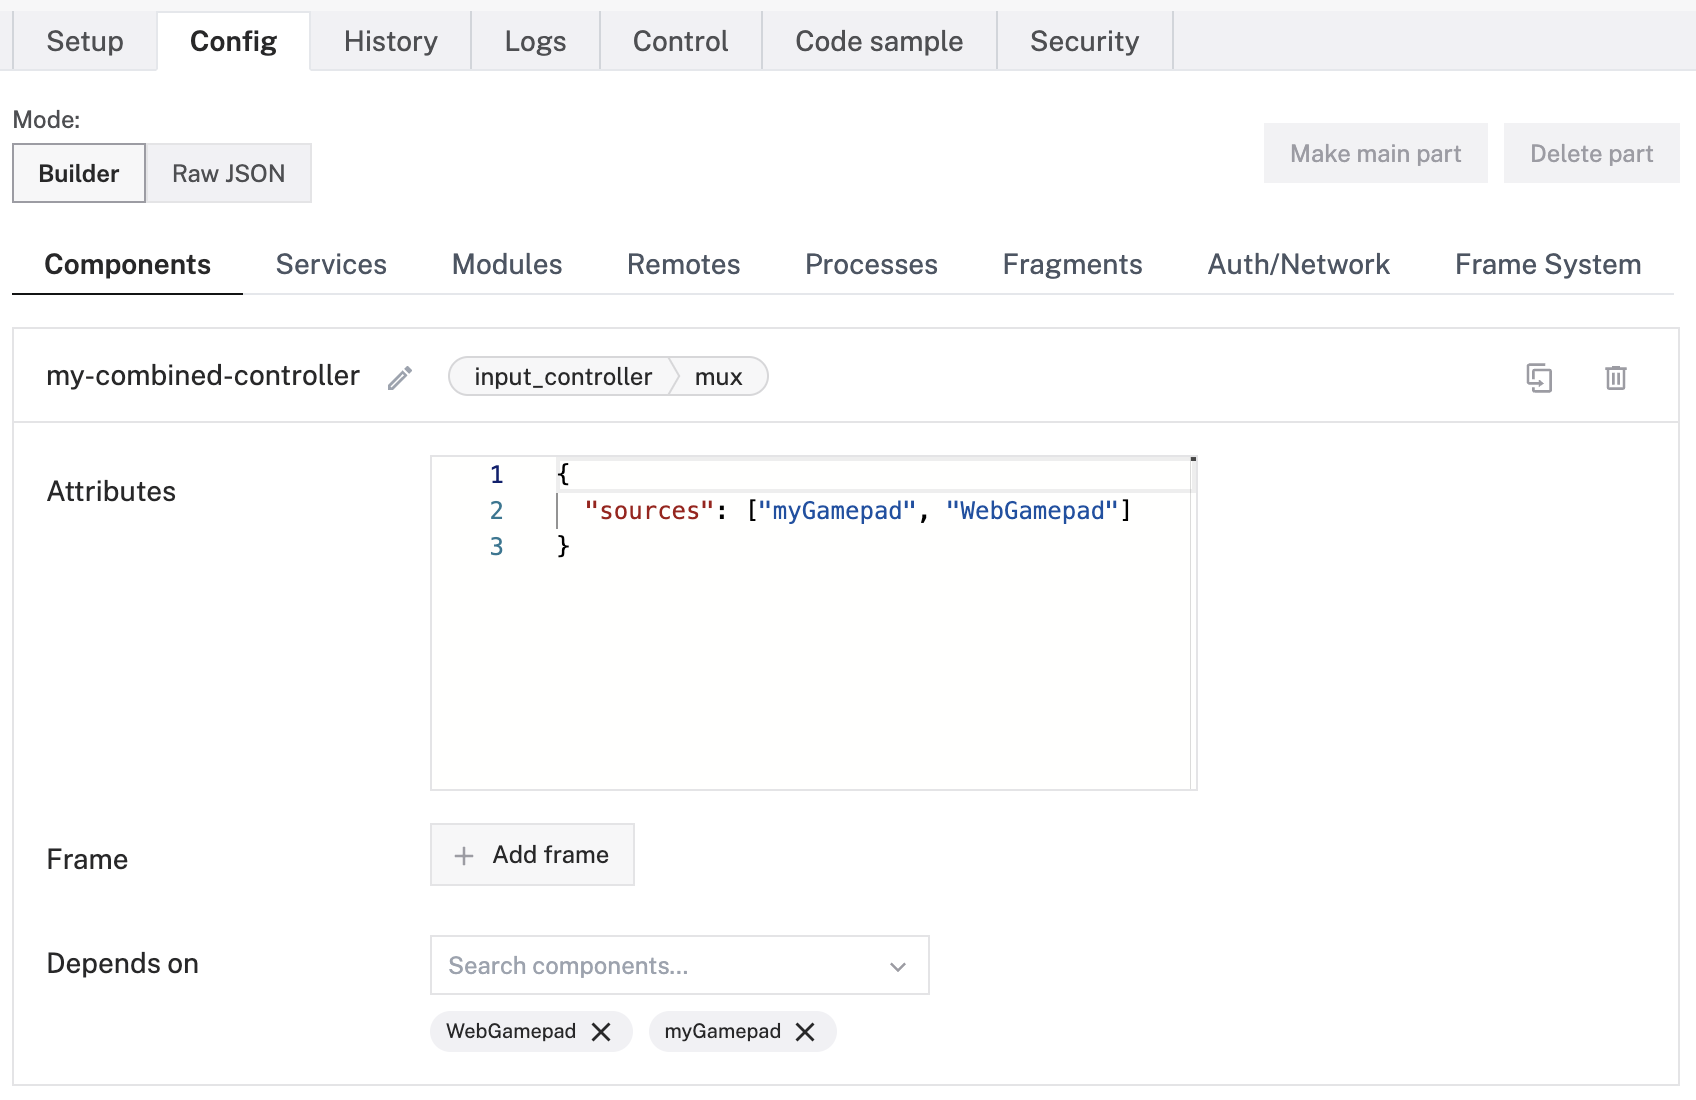 Setup Config History Logs Control Code sample Security
Mode:
Builder Raw JSON
Make main part Delete part
Components Services Modules Remotes Processes Fragments Auth/Network Frame System
my-combined-controller input_controller mux
Attributes
1 {
2 "sources": ["myGamepad", "WebGamepad"]
3 }
Frame + Add frame
Depends on Search components...
WebGamepad myGamepad